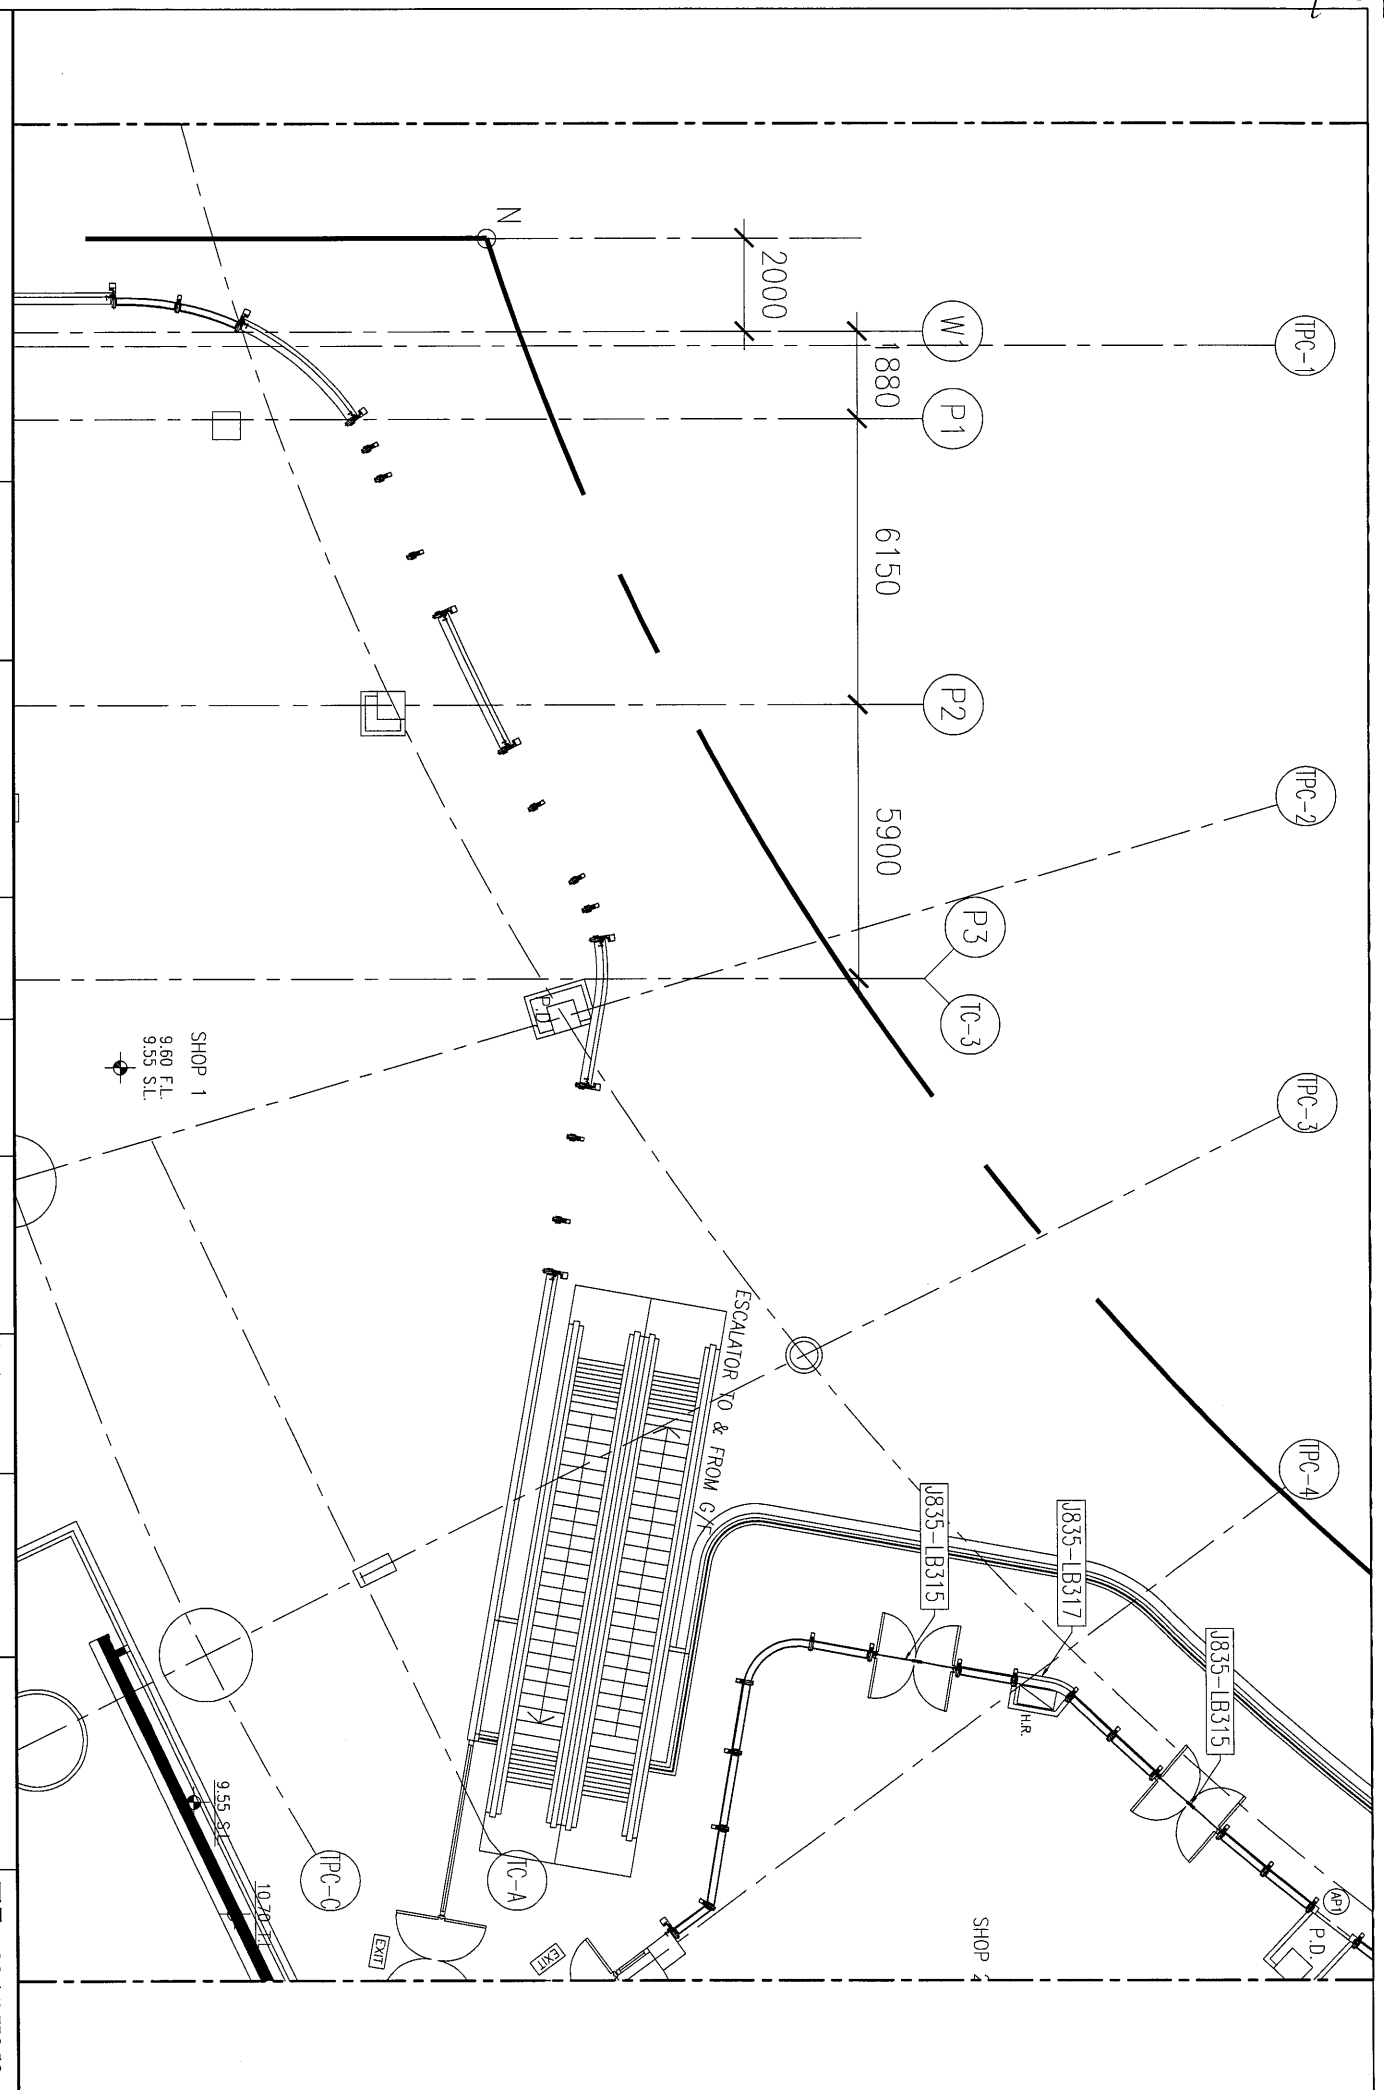 TPC-1
TPC-2
TPC-3
TPC-4
W1
P1
P2
P3
TC-3
2000
1880
6150
5900
N
J835-LB317
J835-LB315
J835-LB315
ESCALATOR TO & FROM G
P.D.
H.R.
AP1
P.D.
SHOP
SHOP 1
9.60 F.L.
9.55 S.L.
TC-A
TPC-C
EXIT
EXIT
9.55
10.70